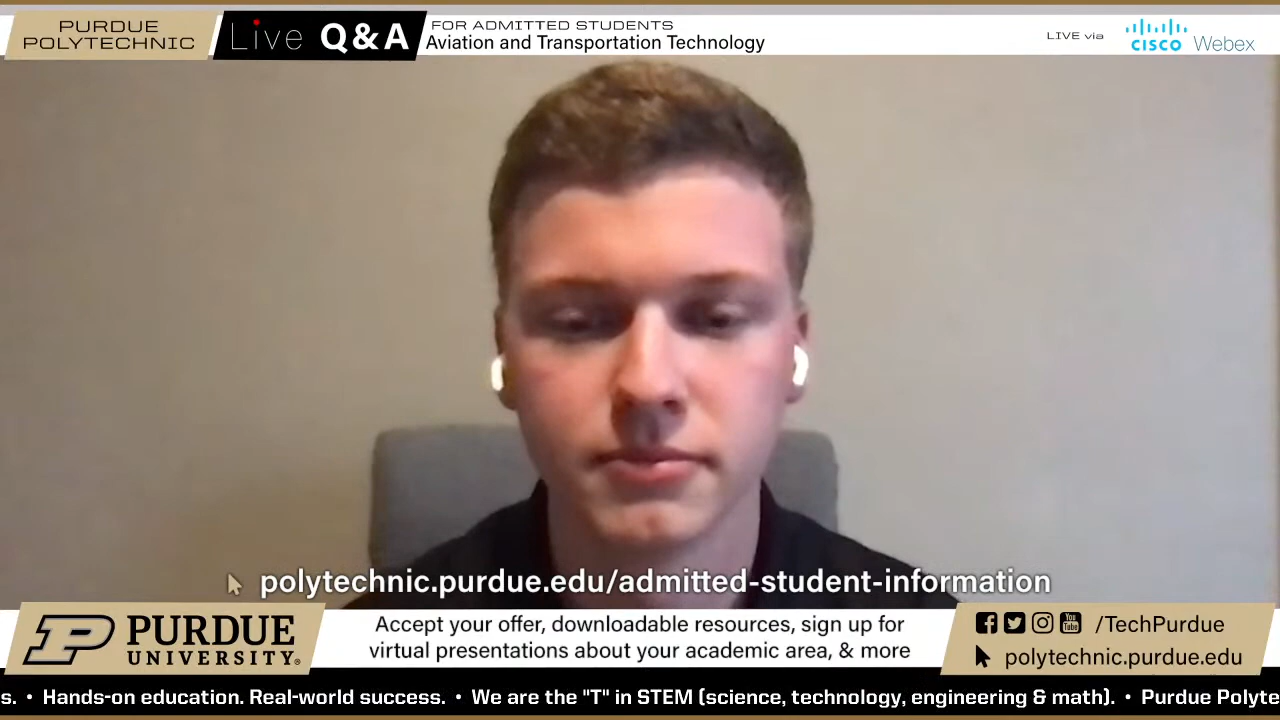 PURDUE
POLYTECHNIC
Live Q&A
FOR ADMITTED STUDENTS
Aviation and Transportation Technology
LIVE via
CISCO Webex
polytechnic.purdue.edu/admitted-student-information
P PURDUE
UNIVERSITY®
Accept your offer, downloadable resources, sign up for
virtual presentations about your academic area, & more
You
Tube
/TechPurdue
polytechnic.purdue.edu
s. • Hands-on education. Real-world success. • We are the "T" in STEM (science, technology, engineering & math). • Purdue Polyte